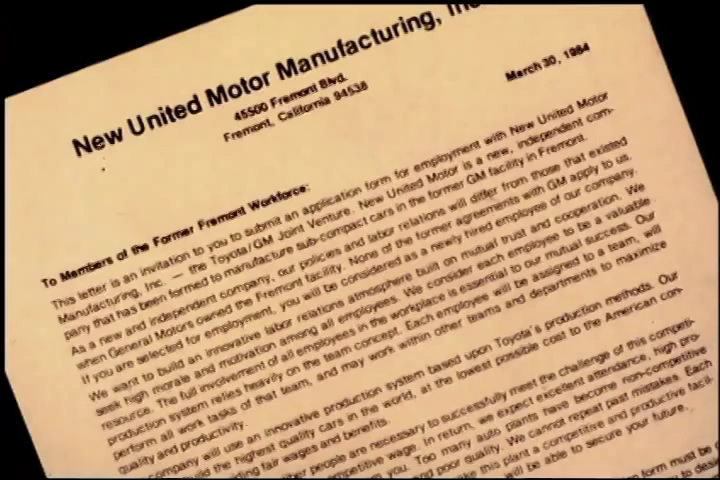 New United Motor Manufacturing, Inc
45500 Fremont Blvd.
Fremont, California 94538
March 30, 1984
To Members of the Former Fremont Workforce:
This letter is an invitation to you to submit an application form for employment with New United Motor
Manufacturing, Inc. — the Toyota/GM Joint Venture. New United Motor is a new, independent com-
pany that has been formed to manufacture sub-compact cars in the former GM facility in Fremont.
As a new and independent company, our policies and labor relations will differ from those that existed
when General Motors owned the Fremont facility. None of the former agreements with GM apply to us.
If you are selected for employment, you will be considered as a newly hired employee of our company.
We want to build an innovative labor relations atmosphere built on mutual trust and cooperation. We
seek high morale and motivation among all employees. We consider each employee to be a valuable
resource. The full involvement of all employees in the workplace is essential to our mutual success. Our
production system relies heavily on the team concept. Each employee will be assigned to a team, will
perform all work tasks of that team, and may work within other teams and departments to maximize
quality and productivity.
company will use an innovative production system based upon Toyota's production methods. Our
build the highest quality cars in the world, at the lowest possible cost to the American con-
fair wages and benefits.
people are necessary to successfully meet the challenge of this competi-
competitive wage. In return, we expect excellent attendance, high pro-
you. Too many auto plants have become non-competitive
and poor quality. We cannot repeat past mistakes. Each
make this plant a competitive and productive facil-
will be able to secure your future.
form must be